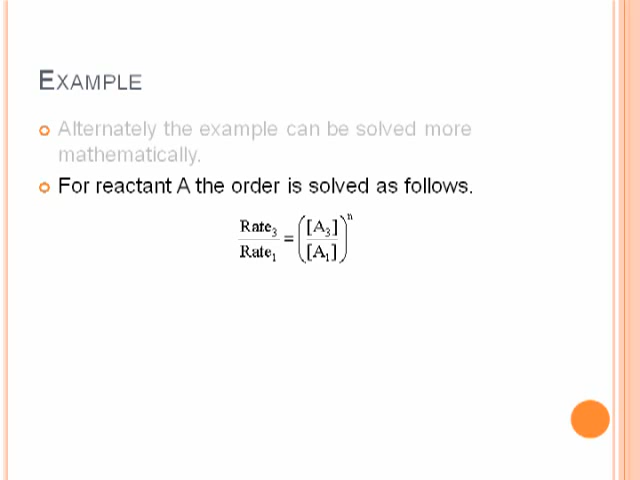 EXAMPLE
Alternately the example can be solved more
mathematically.
For reactant A the order is solved as follows.
Rate₃ / Rate₁ = ([A₃] / [A₁])ⁿ